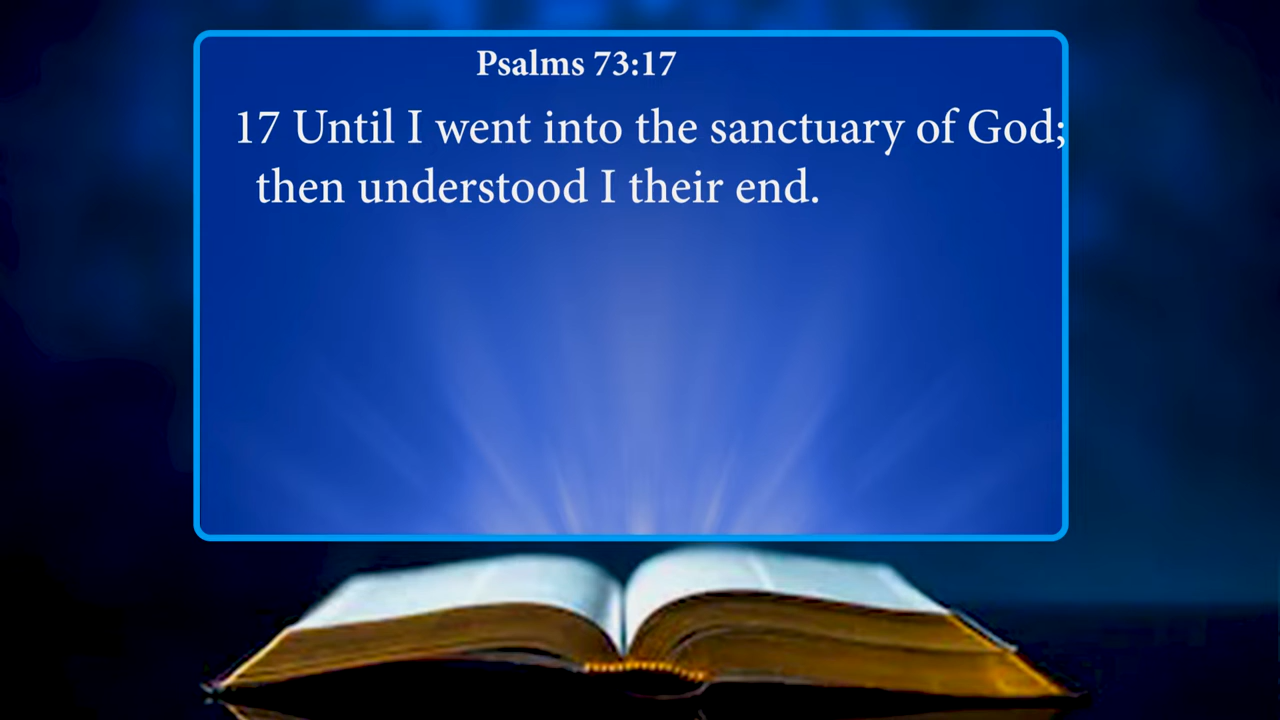 Psalms 73:17
17 Until I went into the sanctuary of God;
then understood I their end.